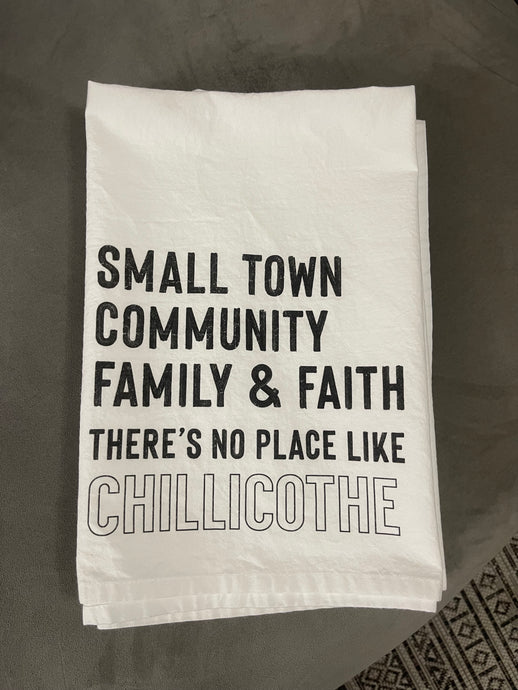 SMALL TOWN
COMMUNITY
FAMILY & FAITH
THERE'S NO PLACE LIKE
CHILLICOTHE